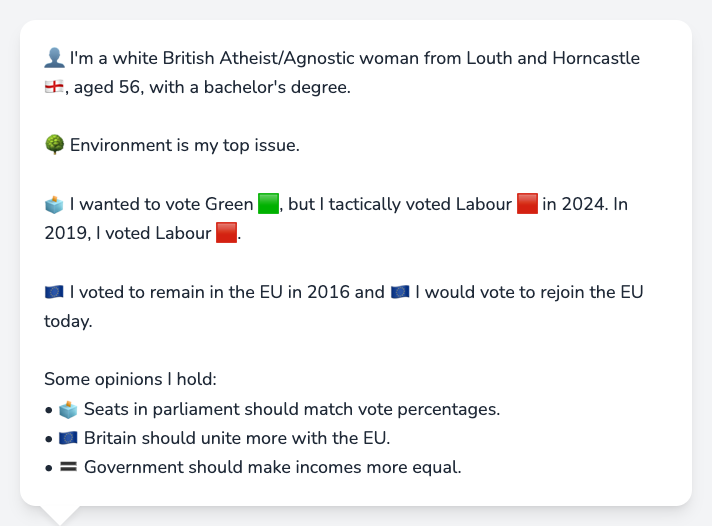 👤 I'm a white British Atheist/Agnostic woman from Louth and Horncastle
🏴󠁧󠁢󠁥󠁮󠁧󠁿, aged 56, with a bachelor's degree.
🌳 Environment is my top issue.
🗳️ I wanted to vote Green 🟩, but I tactically voted Labour 🟥 in 2024. In
2019, I voted Labour 🟥.
🇪🇺 I voted to remain in the EU in 2016 and 🇪🇺 I would vote to rejoin the EU
today.
Some opinions I hold:
• 🗳️ Seats in parliament should match vote percentages.
• 🇪🇺 Britain should unite more with the EU.
• 🟰 Government should make incomes more equal.